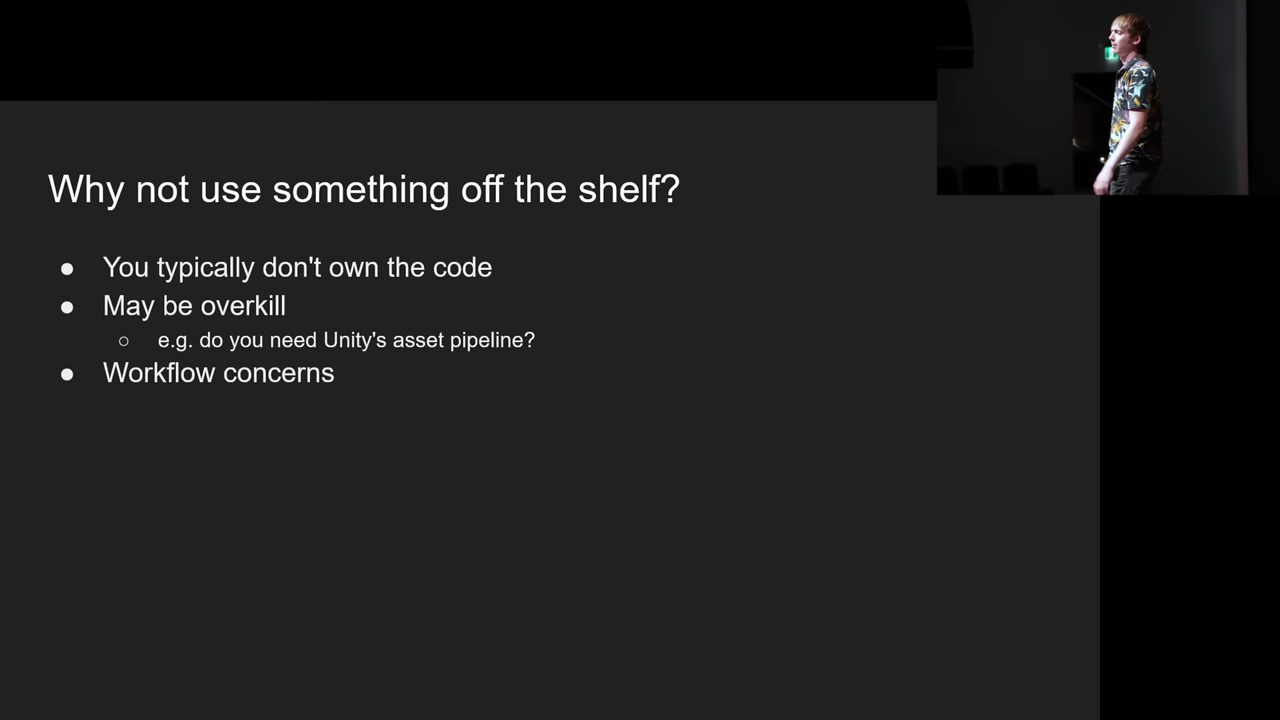 Why not use something off the shelf?
● You typically don't own the code
● May be overkill
○ e.g. do you need Unity's asset pipeline?
● Workflow concerns